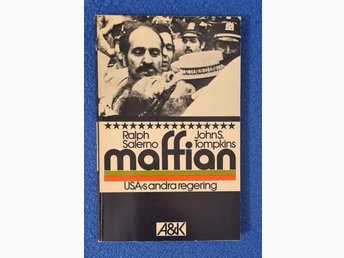 Ralph Salerno
John S. Tompkins
maffian
USA:s andra regering
A&K